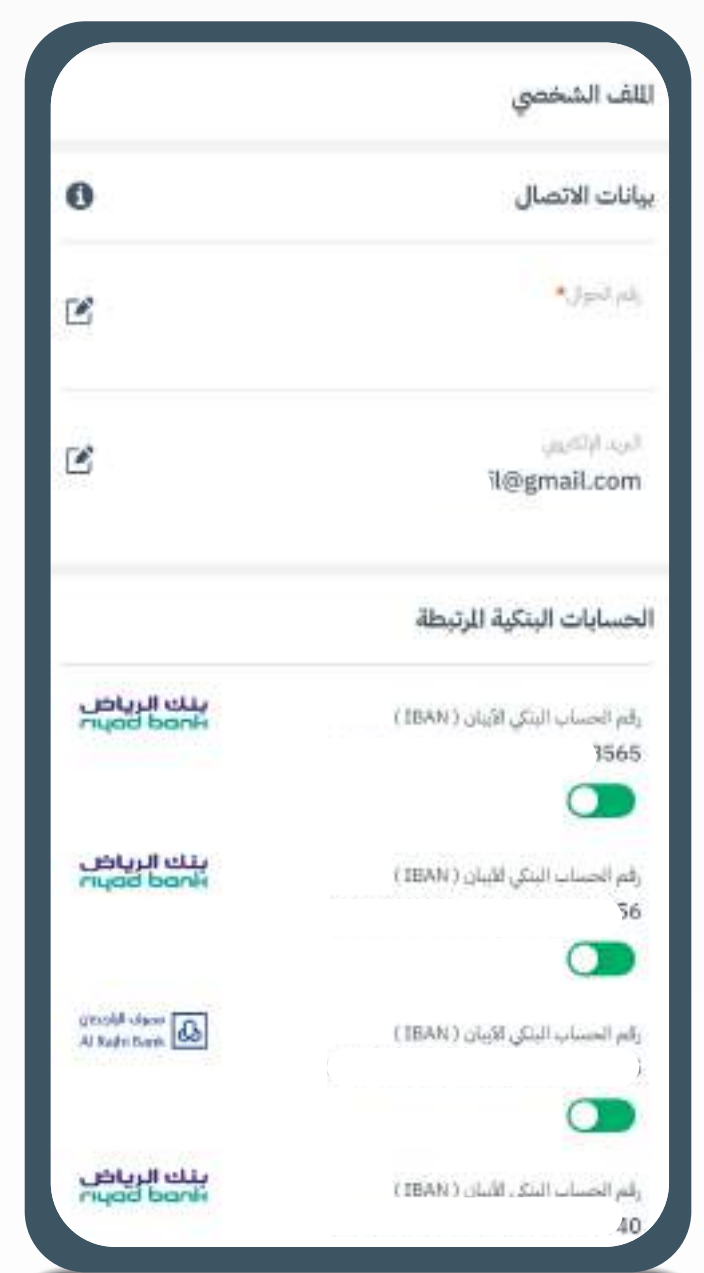 الملف الشخصي
بيانات الاتصال
رقم الجوال*
البريد الإلكتروني
il@gmail.com
الحسابات البنكية المرتبطة
بنك الرياض
riyad bank
رقم الحساب البنكي الآيبان ( IBAN )
3565
بنك الرياض
riyad bank
رقم الحساب البنكي الآيبان ( IBAN )
56
مصرف الراجحي
Al Rajhi Bank
رقم الحساب البنكي الآيبان ( IBAN )
بنك الرياض
riyad bank
رقم الحساب البنكي الآيبان ( IBAN )
40